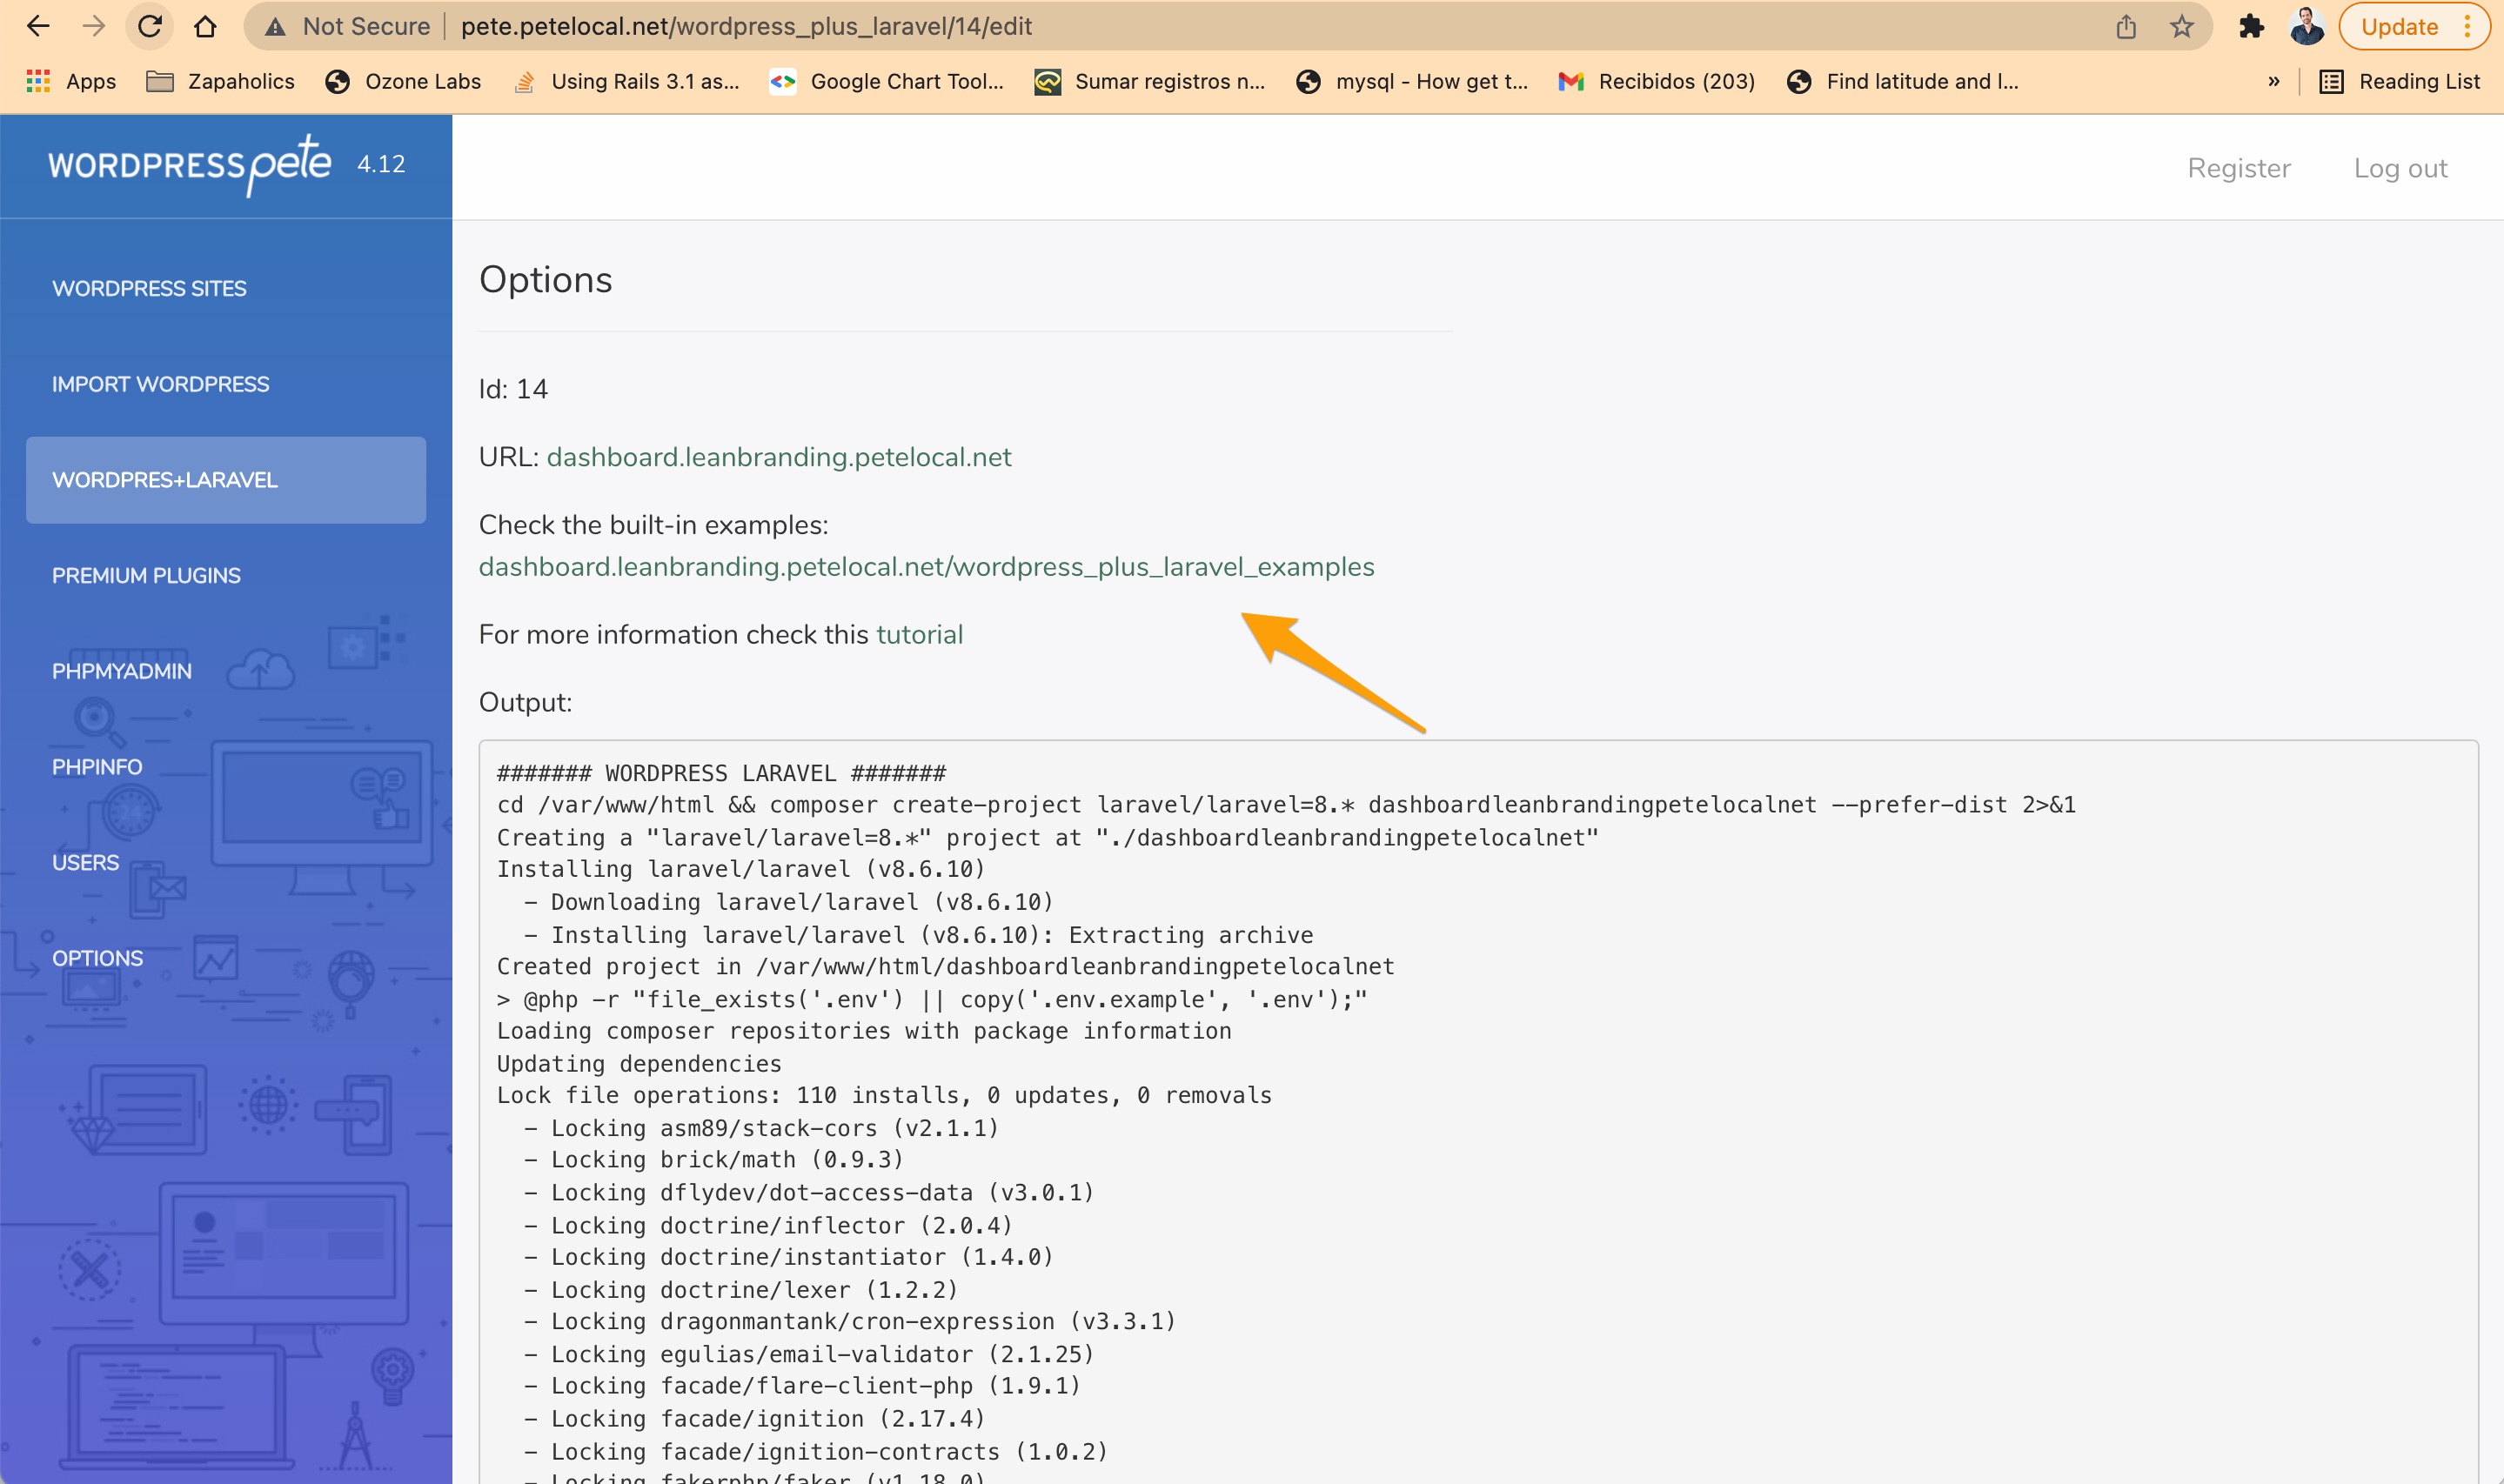 Not Secure pete.petelocal.net/wordpress_plus_laravel/14/edit Update
Apps Zapaholics Ozone Labs Using Rails 3.1 as... Google Chart Tool... Sumar registros n... mysql - How get t... Recibidos (203) Find latitude and l... » Reading List
WORDPRESS pete 4.12
Register Log out
WORDPRESS SITES
IMPORT WORDPRESS
WORDPRES+LARAVEL
PREMIUM PLUGINS
PHPMYADMIN
PHPINFO
USERS
OPTIONS
Options
Id: 14
URL: dashboard.leanbranding.petelocal.net
Check the built-in examples:
dashboard.leanbranding.petelocal.net/wordpress_plus_laravel_examples
For more information check this tutorial
Output:
####### WORDPRESS LARAVEL #######
cd /var/www/html && composer create-project laravel/laravel=8.* dashboardleanbrandingpetelocalnet --prefer-dist 2>&1
Creating a "laravel/laravel=8.*" project at "./dashboardleanbrandingpetelocalnet"
Installing laravel/laravel (v8.6.10)
- Downloading laravel/laravel (v8.6.10)
- Installing laravel/laravel (v8.6.10): Extracting archive
Created project in /var/www/html/dashboardleanbrandingpetelocalnet
> @php -r "file_exists('.env') || copy('.env.example', '.env');"
Loading composer repositories with package information
Updating dependencies
Lock file operations: 110 installs, 0 updates, 0 removals
- Locking asm89/stack-cors (v2.1.1)
- Locking brick/math (0.9.3)
- Locking dflydev/dot-access-data (v3.0.1)
- Locking doctrine/inflector (2.0.4)
- Locking doctrine/instantiator (1.4.0)
- Locking doctrine/lexer (1.2.2)
- Locking dragonmantank/cron-expression (v3.3.1)
- Locking egulias/email-validator (2.1.25)
- Locking facade/flare-client-php (1.9.1)
- Locking facade/ignition (2.17.4)
- Locking facade/ignition-contracts (1.0.2)
- Locking fakerphp/faker (v1.18.0)